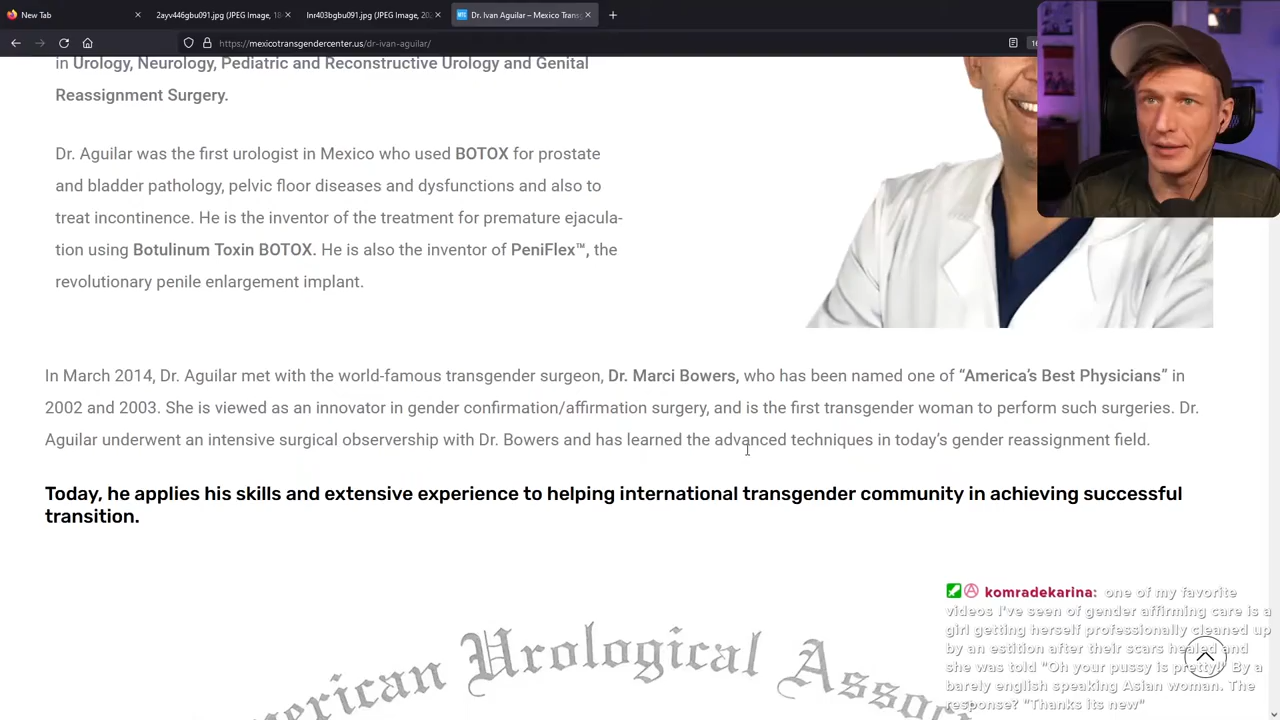 New Tab
2ayv446gbu091.jpg (JPEG Image, 18
lnr403bgbu091.jpg (JPEG Image, 20
Dr. Ivan Aguilar – Mexico Trans
https://mexicotransgendercenter.us/dr-ivan-aguilar/
in Urology, Neurology, Pediatric and Reconstructive Urology and Genital
Reassignment Surgery.
Dr. Aguilar was the first urologist in Mexico who used BOTOX for prostate
and bladder pathology, pelvic floor diseases and dysfunctions and also to
treat incontinence. He is the inventor of the treatment for premature ejacula-
tion using Botulinum Toxin BOTOX. He is also the inventor of PeniFlex™, the
revolutionary penile enlargement implant.
In March 2014, Dr. Aguilar met with the world-famous transgender surgeon, Dr. Marci Bowers, who has been named one of “America’s Best Physicians” in
2002 and 2003. She is viewed as an innovator in gender confirmation/affirmation surgery, and is the first transgender woman to perform such surgeries. Dr.
Aguilar underwent an intensive surgical observership with Dr. Bowers and has learned the advanced techniques in today’s gender reassignment field.
Today, he applies his skills and extensive experience to helping international transgender community in achieving successful
transition.
erican Urological Assoc
komradekarina: one of my favorite
videos I've seen of gender affirming care is a
girl getting herself professionally cleaned up
by an estition after their scars healed and
she was told "Oh your pussy is pretty!" By a
barely english speaking Asian woman. The
response? "Thanks its new"